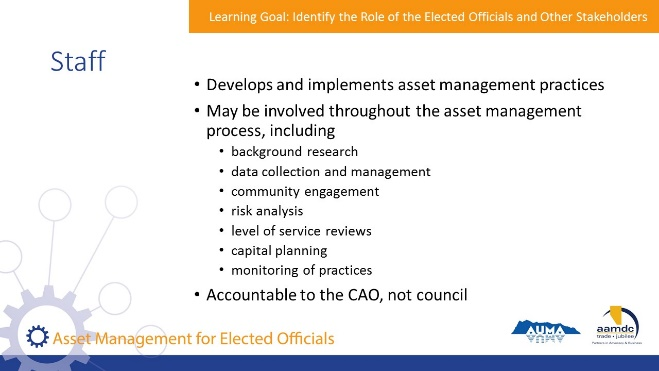 Learning Goal: Identify the Role of the Elected Officials and Other Stakeholders
Staff
• Develops and implements asset management practices
• May be involved throughout the asset management
process, including
• background research
• data collection and management
• community engagement
• risk analysis
• level of service reviews
• capital planning
• monitoring of practices
• Accountable to the CAO, not council
Asset Management for Elected Officials
AUMA
aamdc
trade • jubilee